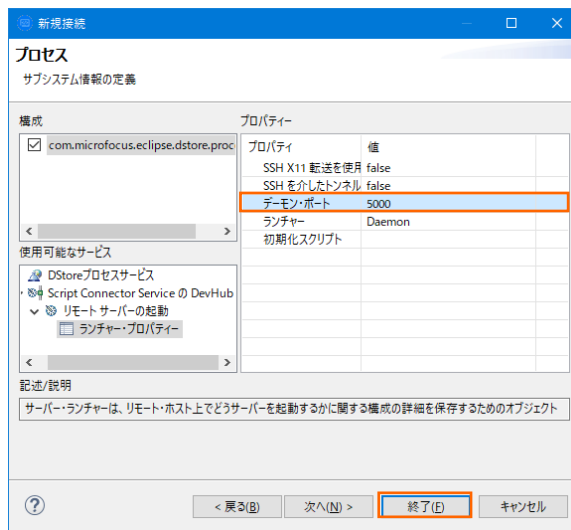 新規接続
プロセス
サブシステム情報の定義
構成
com.microfocus.eclipse.dstore.proc
使用可能なサービス
DStoreプロセスサービス
Script Connector Service の DevHub
リモート サーバーの起動
ランチャー・プロパティー
プロパティー
プロパティ 値
SSH X11 転送を使用 false
SSH を介したトンネル false
デーモン・ポート 5000
ランチャー Daemon
初期化スクリプト
記述/説明
サーバー・ランチャーは、リモート・ホスト上でどうサーバーを起動するかに関する構成の詳細を保存するためのオブジェクト
< 戻る(B) 次へ(N) > 終了(F) キャンセル